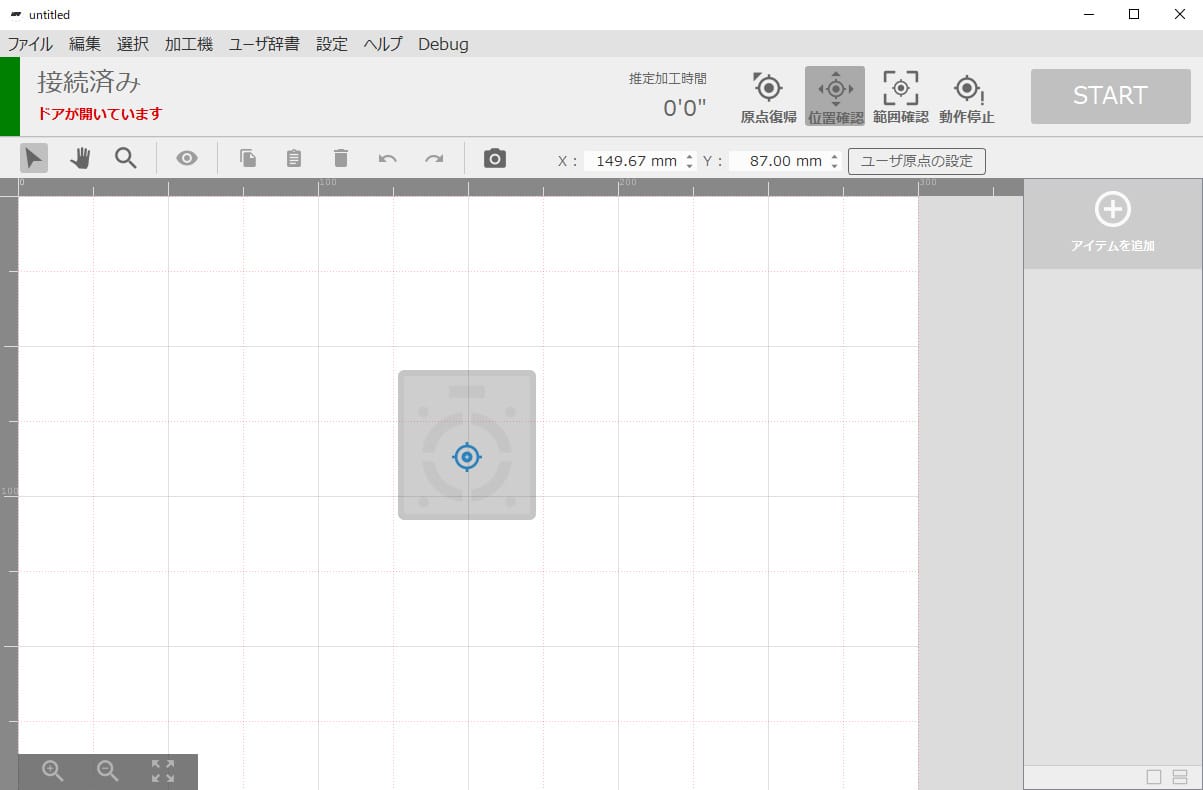 untitled
ファイル 編集 選択 加工機 ユーザ辞書 設定 ヘルプ Debug
接続済み
ドアが開いています
推定加工時間
0'0"
原点復帰 位置確認 範囲確認 動作停止
START
X : 149.67 mm Y : 87.00 mm ユーザ原点の設定
0 100 200 300
アイテムを追加
100